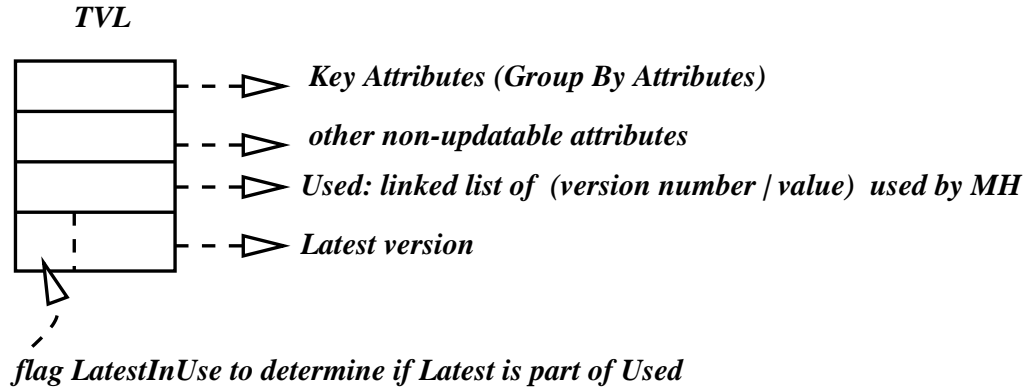 TVL
Key Attributes (Group By Attributes)
other non-updatable attributes
Used: linked list of (version number / value) used by MH
Latest version
flag LatestInUse to determine if Latest is part of Used